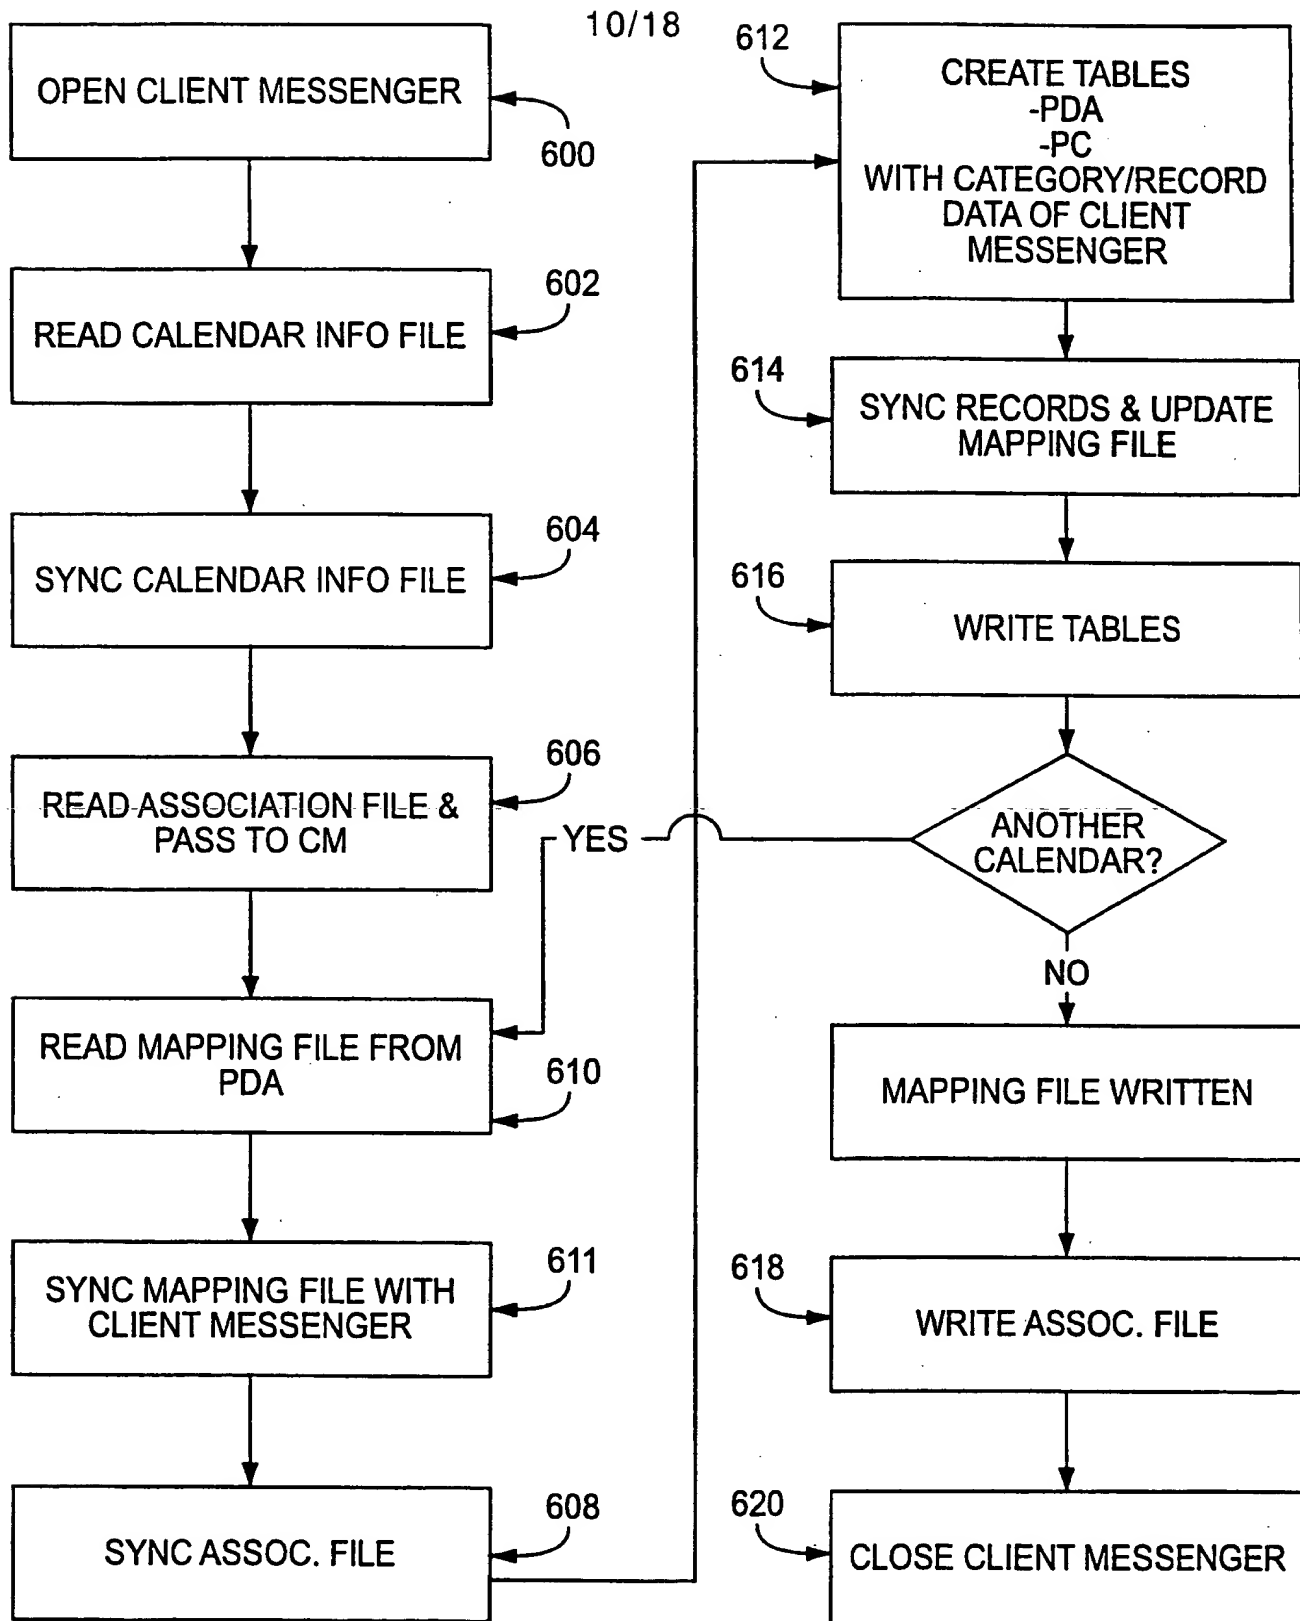 10/18
OPEN CLIENT MESSENGER
600
READ CALENDAR INFO FILE
602
SYNC CALENDAR INFO FILE
604
READ ASSOCIATION FILE &
PASS TO CM
606
READ MAPPING FILE FROM
PDA
610
SYNC MAPPING FILE WITH
CLIENT MESSENGER
611
SYNC ASSOC. FILE
608
612
CREATE TABLES
-PDA
-PC
WITH CATEGORY/RECORD
DATA OF CLIENT
MESSENGER
614
SYNC RECORDS & UPDATE
MAPPING FILE
616
WRITE TABLES
ANOTHER
CALENDAR?
YES
NO
MAPPING FILE WRITTEN
618
WRITE ASSOC. FILE
620
CLOSE CLIENT MESSENGER